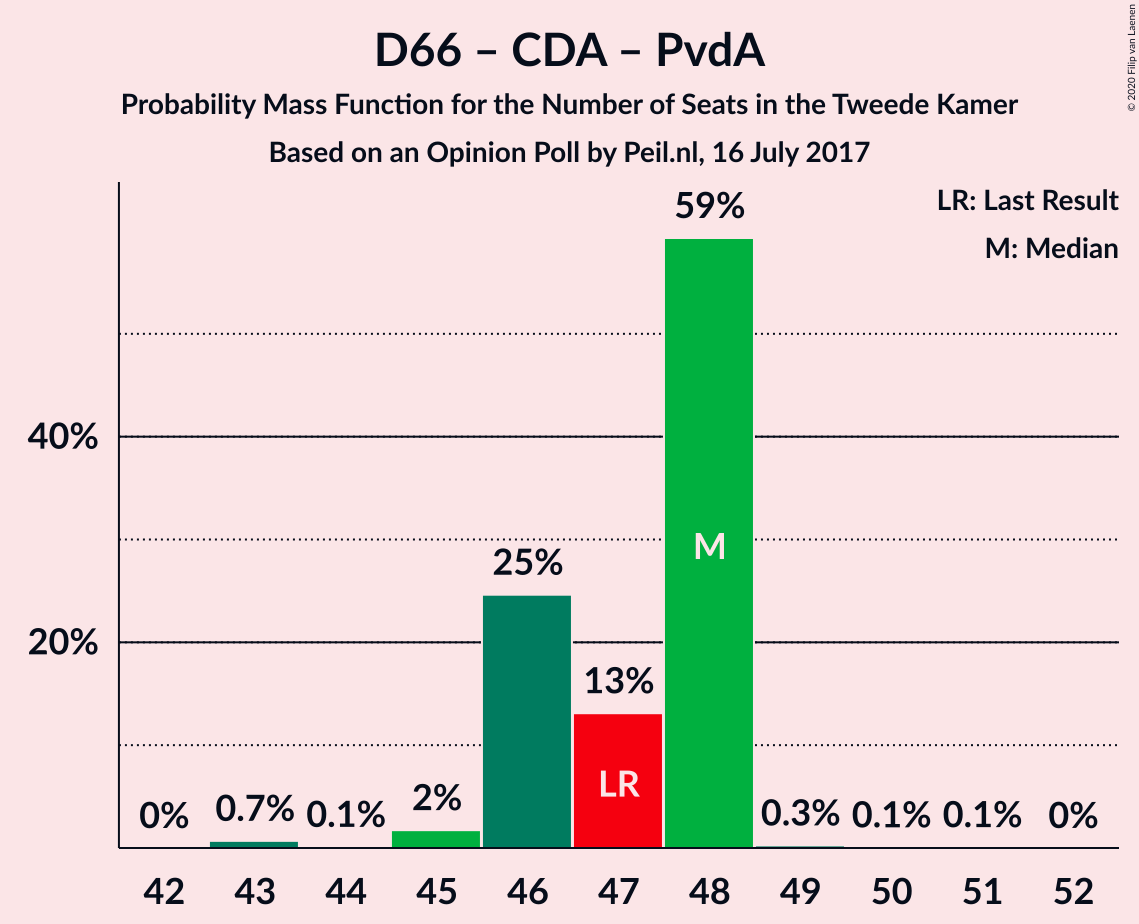 D66 – CDA – PvdA
Probability Mass Function for the Number of Seats in the Tweede Kamer
Based on an Opinion Poll by Peil.nl, 16 July 2017
© 2020 Filip van Laenen
LR: Last Result
M: Median
59%
40%
M
25%
20%
13%
LR
0%
0.7%
0.1%
2%
0.3%
0.1%
0.1%
0%
42 43 44 45 46 47 48 49 50 51 52